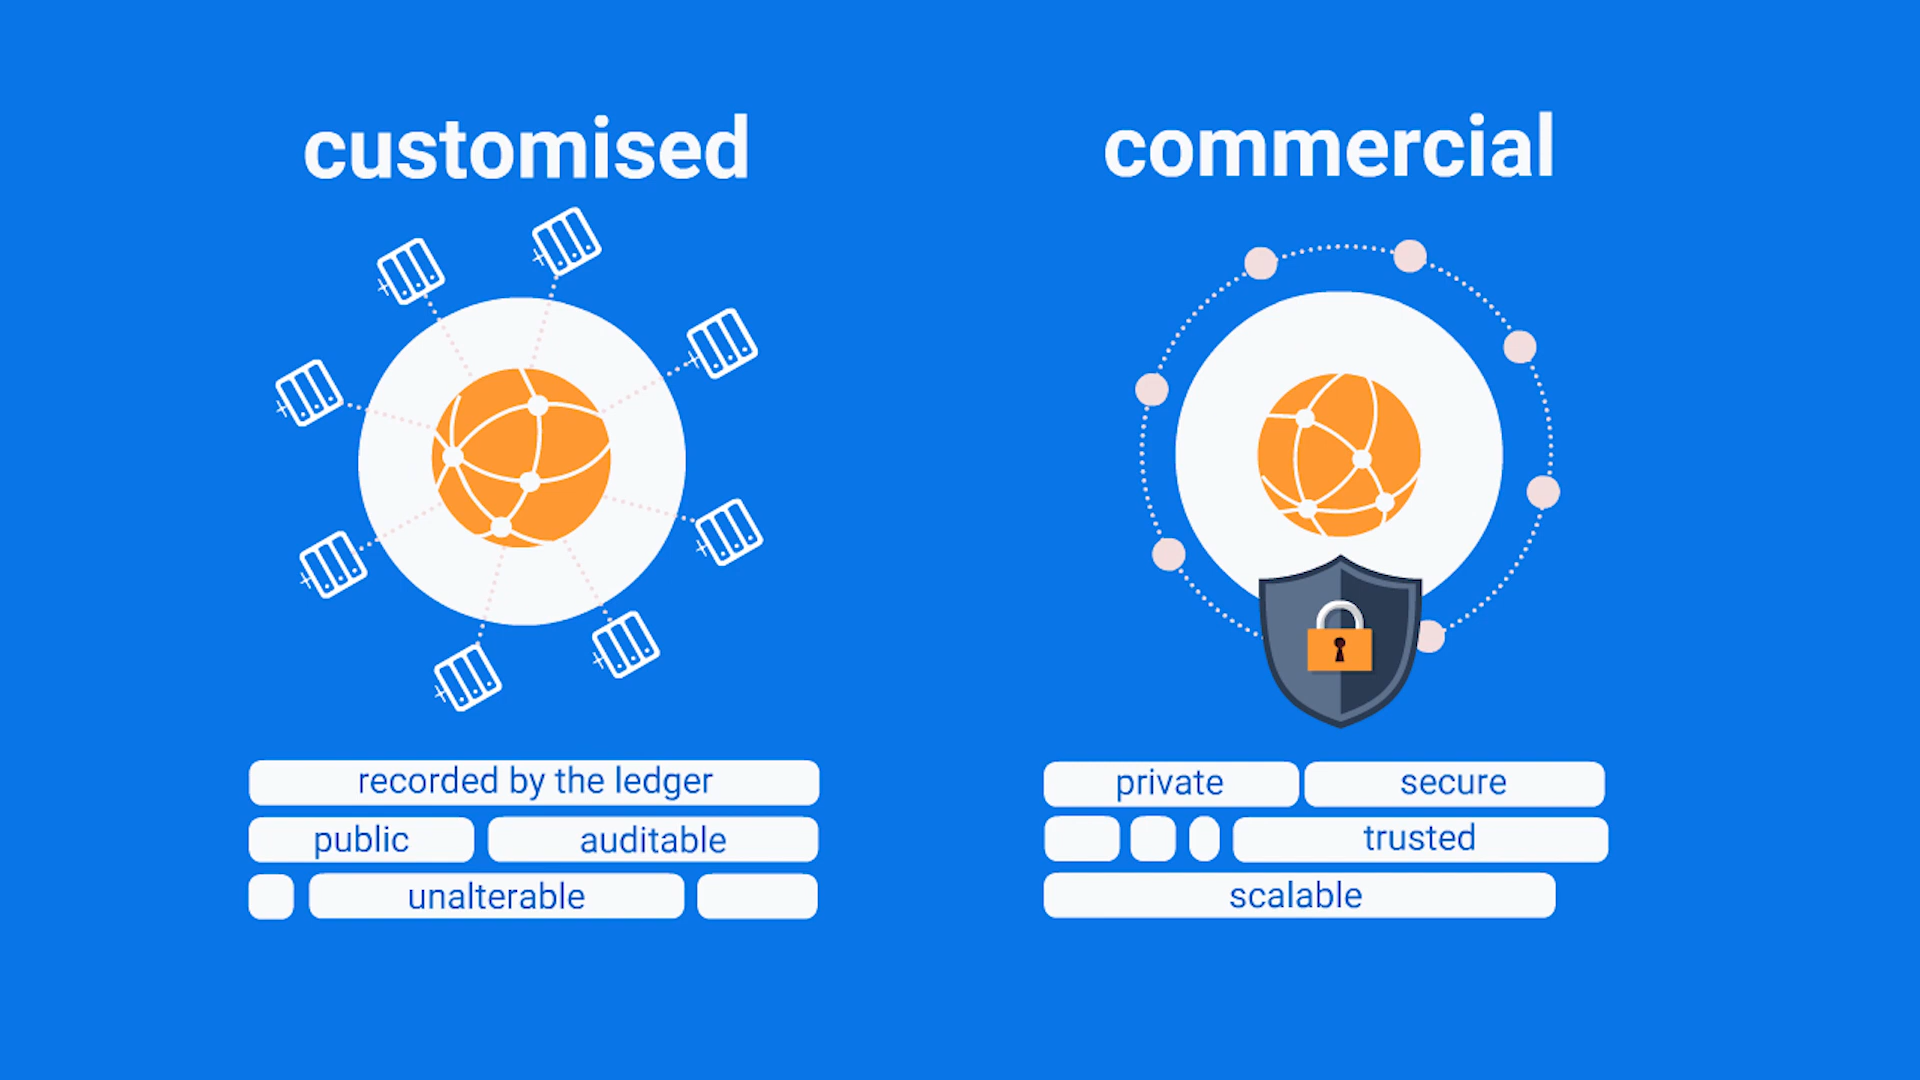 customised
recorded by the ledger
public
auditable
unalterable
commercial
private
secure
trusted
scalable